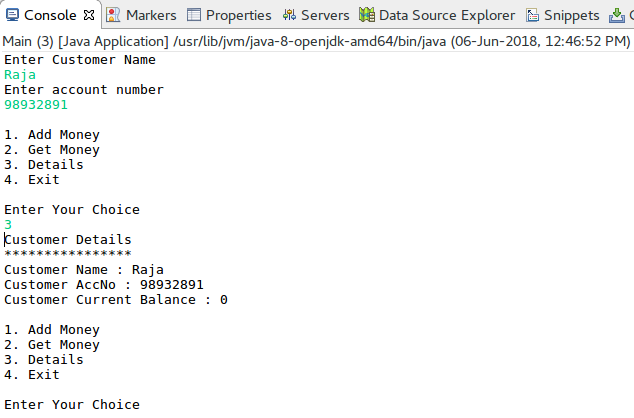 Console Markers Properties Servers Data Source Explorer Snippets
Main (3) [Java Application] /usr/lib/jvm/java-8-openjdk-amd64/bin/java (06-Jun-2018, 12:46:52 PM)
Enter Customer Name
Raja
Enter account number
98932891
1. Add Money
2. Get Money
3. Details
4. Exit
Enter Your Choice
3
Customer Details
****************
Customer Name : Raja
Customer AccNo : 98932891
Customer Current Balance : 0
1. Add Money
2. Get Money
3. Details
4. Exit
Enter Your Choice